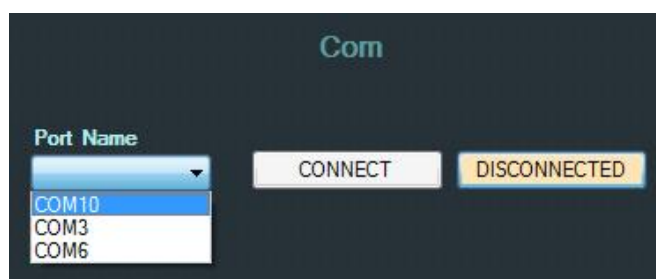 Com
Port Name
CONNECT DISCONNECTED
COM10
COM3
COM6